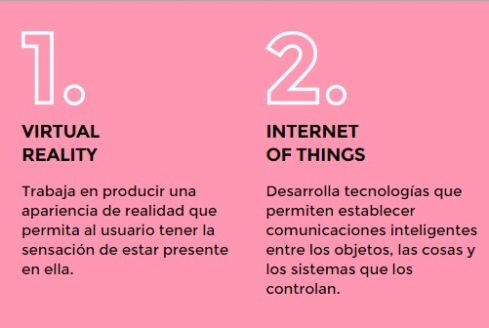 1.
VIRTUAL
REALITY
Trabaja en producir una
apariencia de realidad que
permita al usuario tener la
sensación de estar presente
en ella.
2.
INTERNET
OF THINGS
Desarrolla tecnologías que
permiten establecer
comunicaciones inteligentes
entre los objetos, las cosas y
los sistemas que los
controlan.